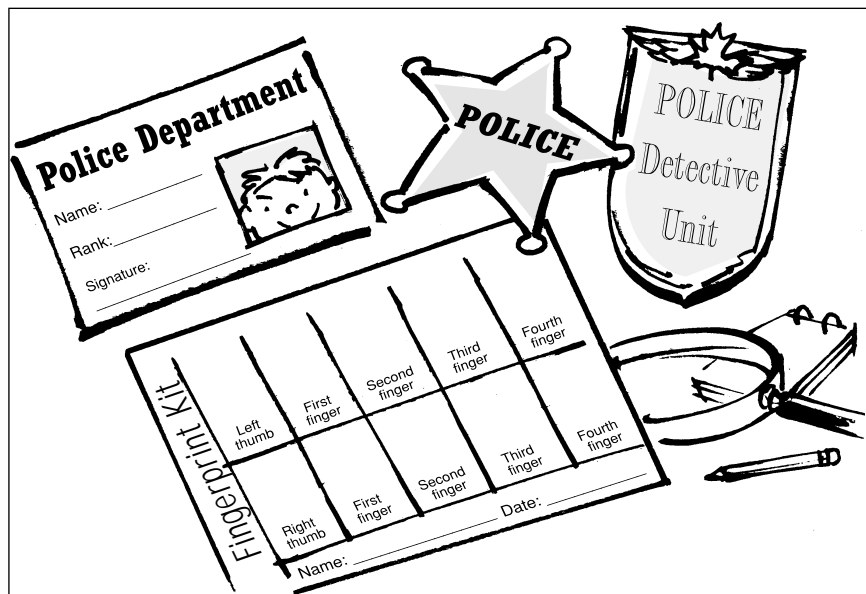 Police Department
Name:
Rank:
Signature:
POLICE
POLICE
Detective
Unit
Fingerprint Kit
Left
thumb
First
finger
Second
finger
Third
finger
Fourth
finger
Right
thumb
First
finger
Second
finger
Third
finger
Fourth
finger
Name:
Date: